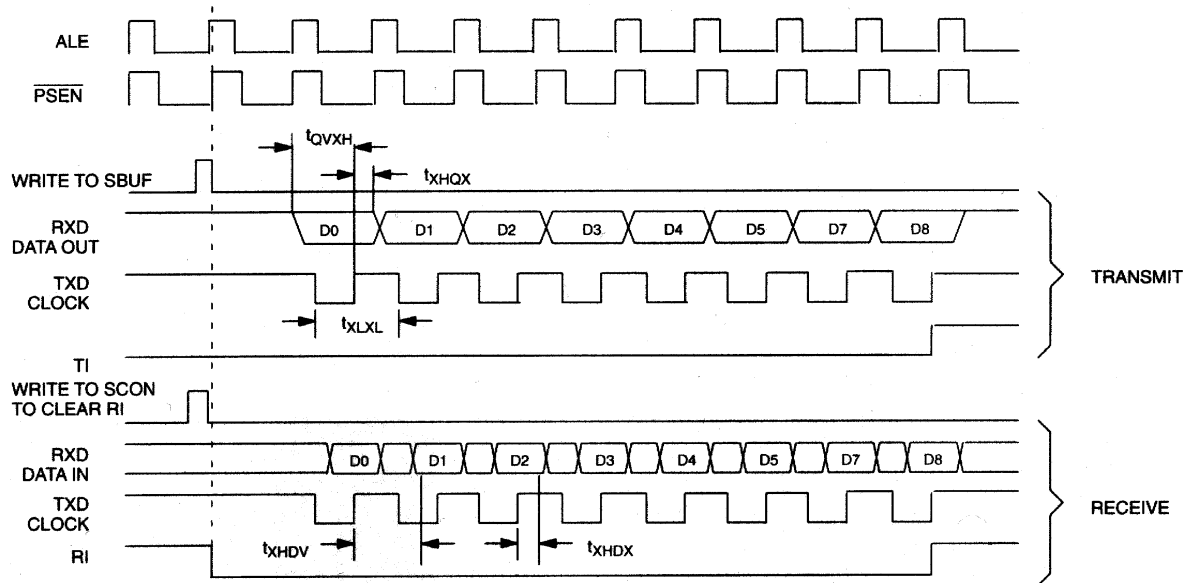 ALE
PSEN
tQVXH
tXHQX
WRITE TO SBUF
RXD
DATA OUT
D0 D1 D2 D3 D4 D5 D7 D8
TXD
CLOCK
TRANSMIT
tXLXL
TI
WRITE TO SCON
TO CLEAR RI
RXD
DATA IN
D0 D1 D2 D3 D4 D5 D7 D8
TXD
CLOCK
RECEIVE
tXHDV
tXHDX
RI